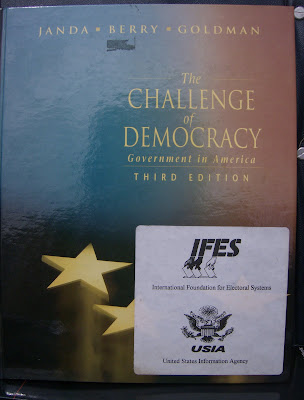 JANDA ▪ BERRY ▪ GOLDMAN
The
CHALLENGE
of
DEMOCRACY
Government in America
THIRD EDITION
IFES
International Foundation for Electoral Systems
USIA
United States Information Agency